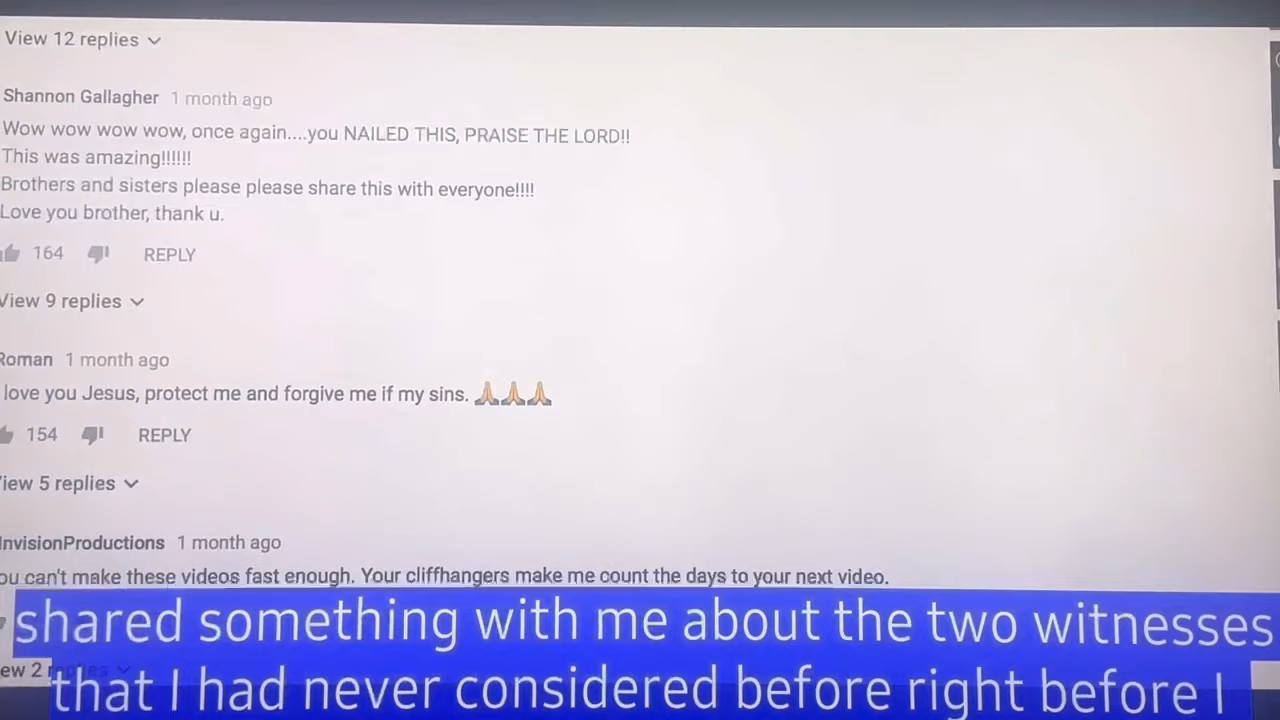 View 12 replies
Shannon Gallagher 1 month ago
Wow wow wow wow, once again....you NAILED THIS, PRAISE THE LORD!!
This was amazing!!!!!!
Brothers and sisters please please share this with everyone!!!!
Love you brother, thank u.
164 REPLY
View 9 replies
Roman 1 month ago
love you Jesus, protect me and forgive me if my sins. 🙏🙏🙏
154 REPLY
iew 5 replies
InvisionProductions 1 month ago
ou can't make these videos fast enough. Your cliffhangers make me count the days to your next video.
shared something with me about the two witnesses
ew 2 replies
that I had never considered before right before I